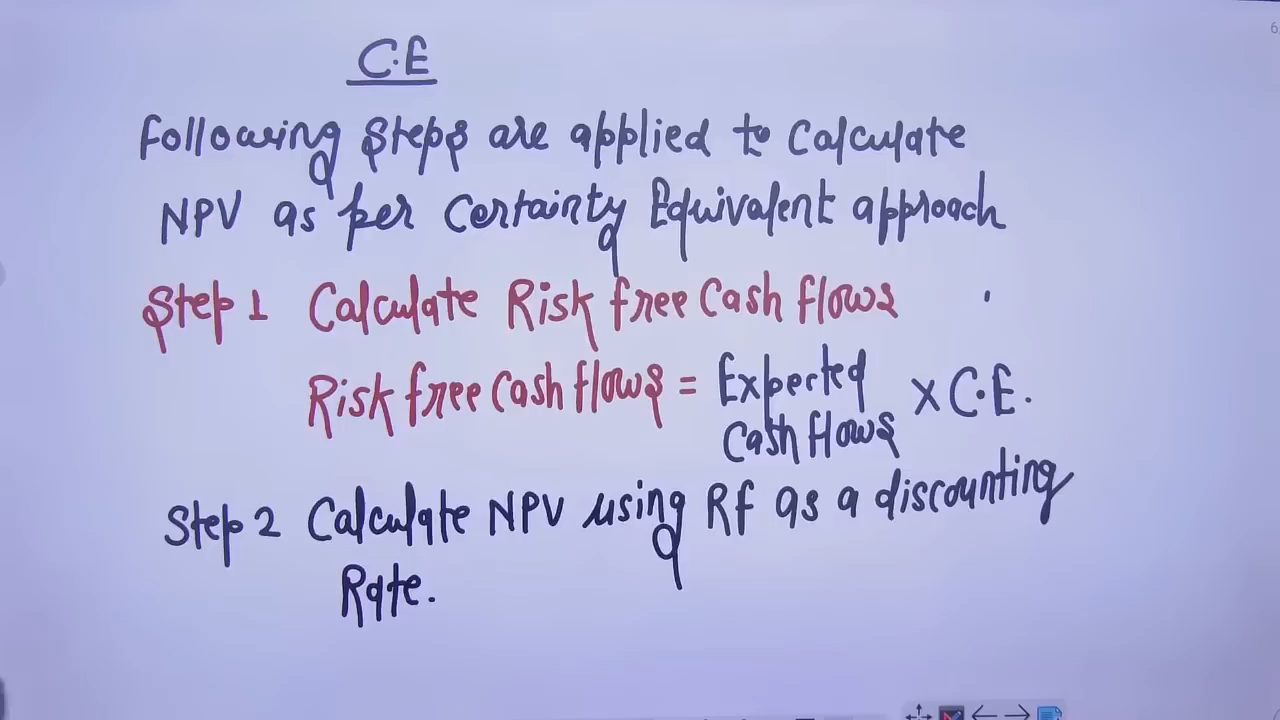 C.E
Following Steps are applied to Calculate
NPV as per Certainty Equivalent approach
Step 1 Calculate Risk free Cash flows
Risk free Cash flows = Expected Cash flows × C.E.
Step 2 Calculate NPV using Rf as a discounting
Rate.